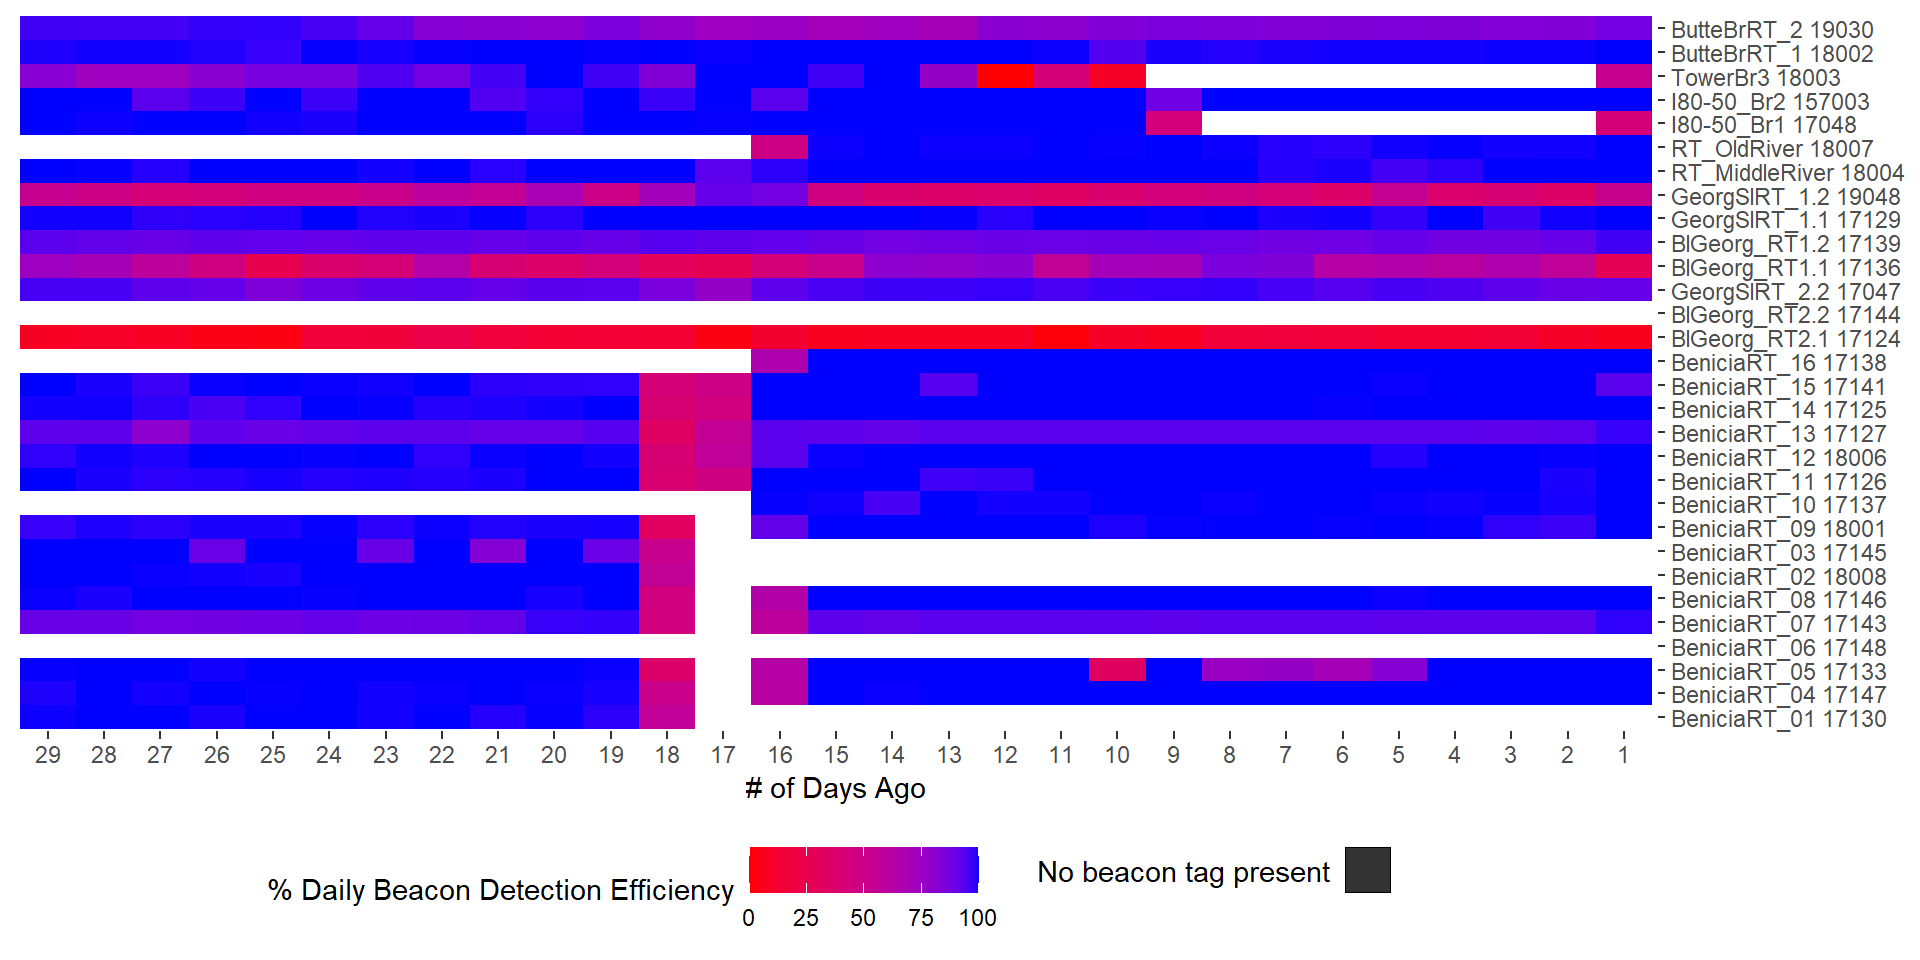 ButteBrRT_2 19030
ButteBrRT_1 18002
TowerBr3 18003
I80-50_Br2 157003
I80-50_Br1 17048
RT_OldRiver 18007
RT_MiddleRiver 18004
GeorgSlRT_1.2 19048
GeorgSlRT_1.1 17129
BlGeorg_RT1.2 17139
BlGeorg_RT1.1 17136
GeorgSlRT_2.2 17047
BlGeorg_RT2.2 17144
BlGeorg_RT2.1 17124
BeniciaRT_16 17138
BeniciaRT_15 17141
BeniciaRT_14 17125
BeniciaRT_13 17127
BeniciaRT_12 18006
BeniciaRT_11 17126
BeniciaRT_10 17137
BeniciaRT_09 18001
BeniciaRT_03 17145
BeniciaRT_02 18008
BeniciaRT_08 17146
BeniciaRT_07 17143
BeniciaRT_06 17148
BeniciaRT_05 17133
BeniciaRT_04 17147
BeniciaRT_01 17130
29 28 27 26 25 24 23 22 21 20 19 18 17 16 15 14 13 12 11 10 9 8 7 6 5 4 3 2 1
# of Days Ago
% Daily Beacon Detection Efficiency
0 25 50 75 100
No beacon tag present